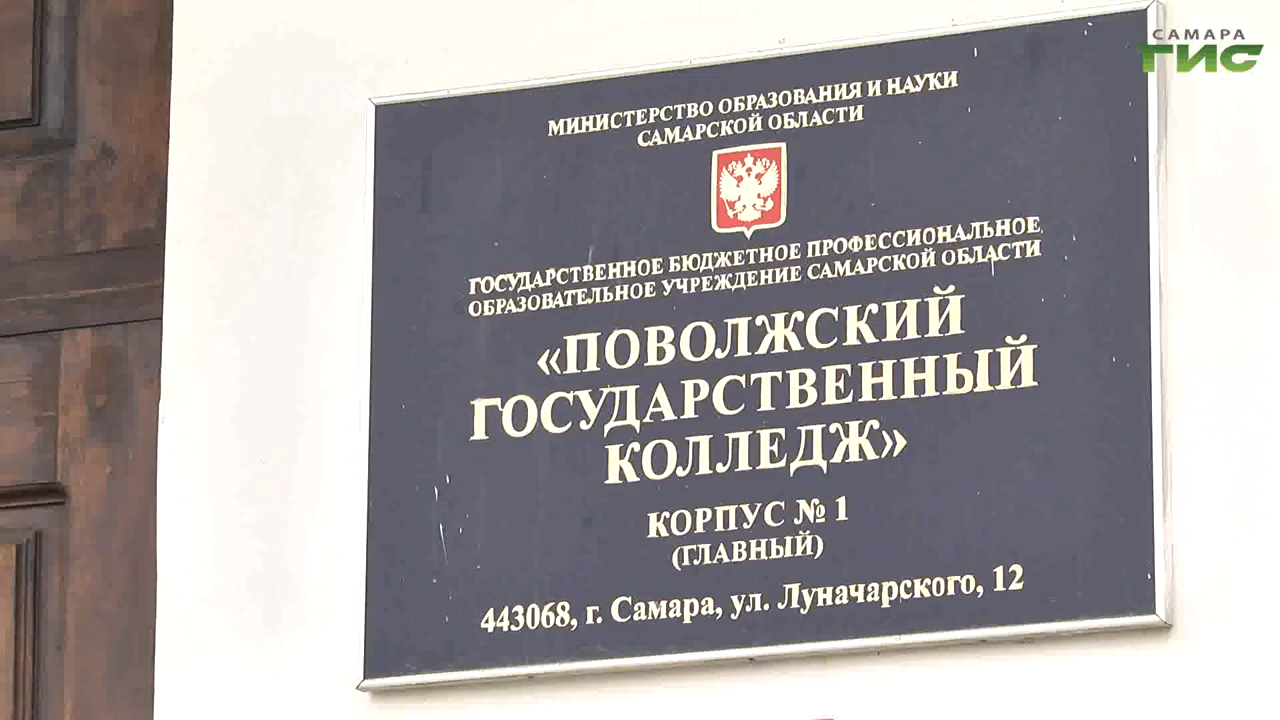 САМАРА
ГИС
МИНИСТЕРСТВО ОБРАЗОВАНИЯ И НАУКИ
САМАРСКОЙ ОБЛАСТИ
ГОСУДАРСТВЕННОЕ БЮДЖЕТНОЕ ПРОФЕССИОНАЛЬНОЕ
ОБРАЗОВАТЕЛЬНОЕ УЧРЕЖДЕНИЕ САМАРСКОЙ ОБЛАСТИ
«ПОВОЛЖСКИЙ
ГОСУДАРСТВЕННЫЙ
КОЛЛЕДЖ»
КОРПУС № 1
(ГЛАВНЫЙ)
443068, г. Самара, ул. Луначарского, 12